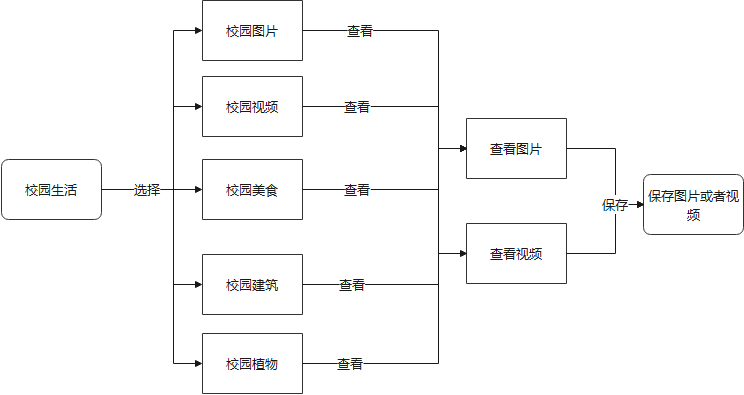 校园图片
查看
校园视频
查看
查看图片
校园生活
选择
校园美食
查看
保存图片或者视
频
保存
查看视频
校园建筑
查看
校园植物
查看